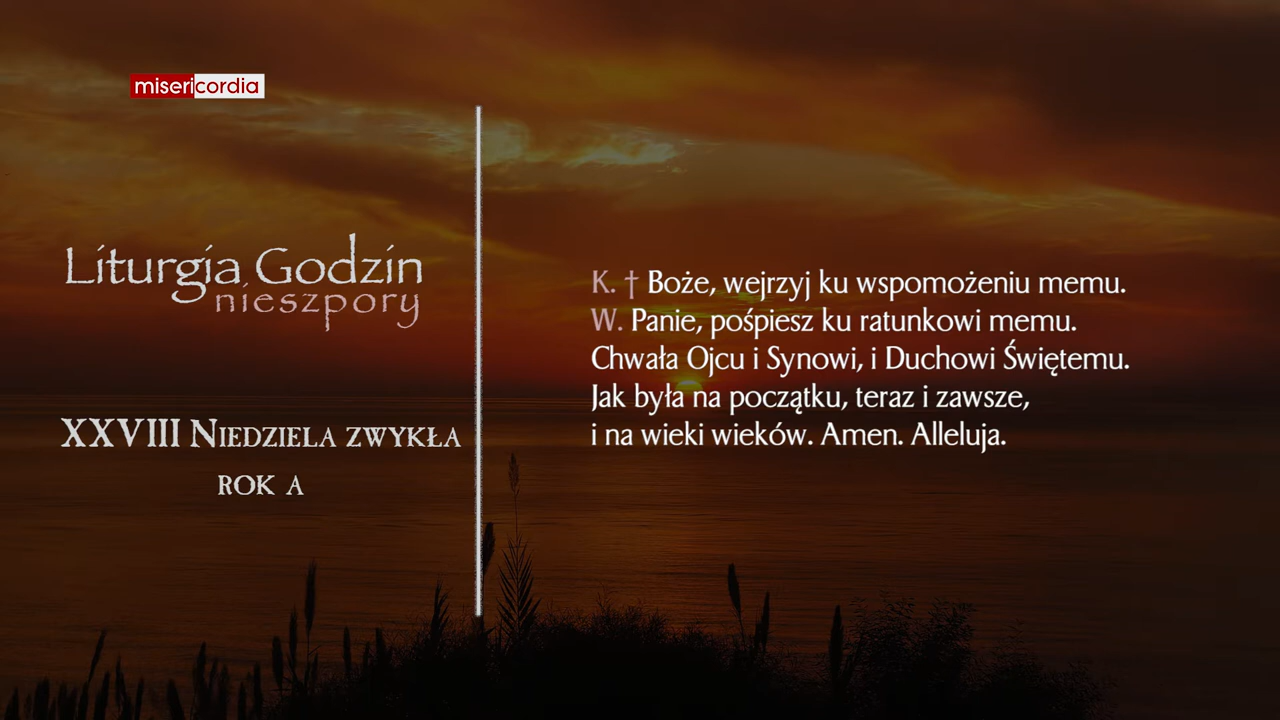 misericordia
Liturgia Godzin
nieszpory
XXVIII Niedziela zwykła
rok A
K. † Boże, wejrzyj ku wspomożeniu memu.
W. Panie, pośpiesz ku ratunkowi memu.
Chwała Ojcu i Synowi, i Duchowi Świętemu.
Jak była na początku, teraz i zawsze,
i na wieki wieków. Amen. Alleluja.